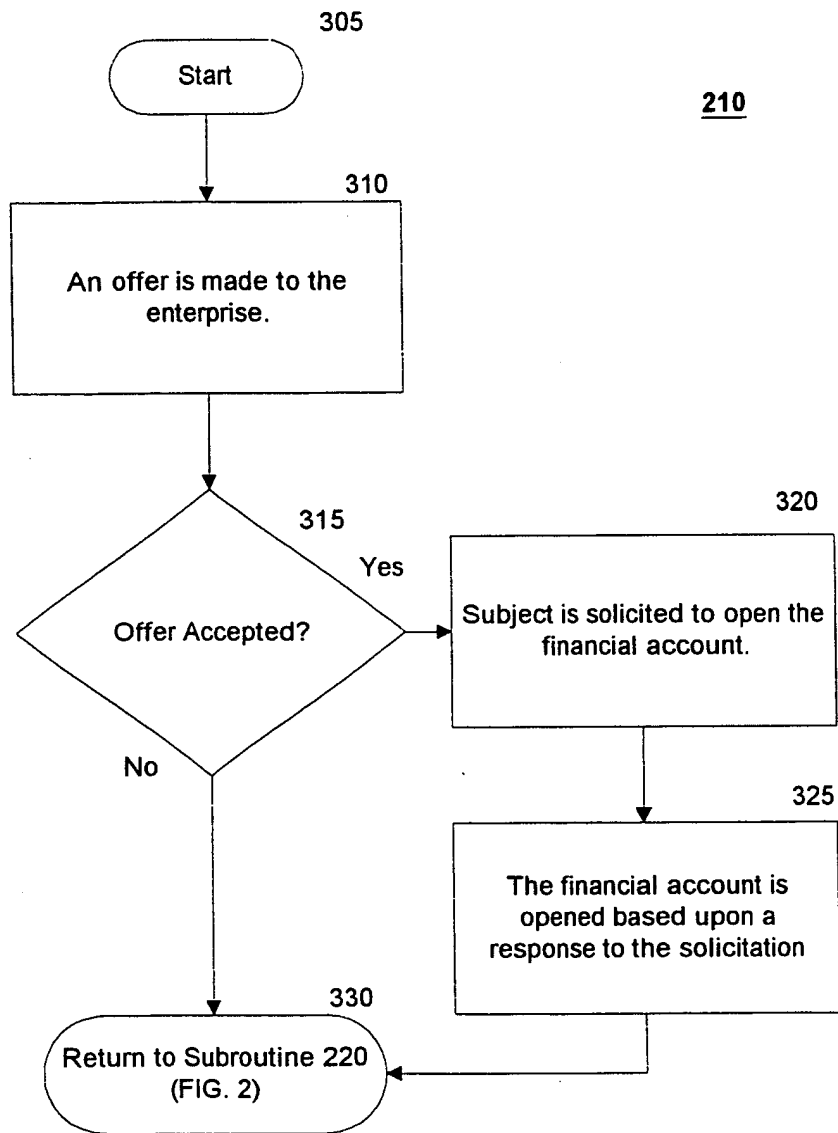 305
Start
210
310
An offer is made to the
enterprise.
315
Offer Accepted?
Yes
No
320
Subject is solicited to open the
financial account.
325
The financial account is
opened based upon a
response to the solicitation
330
Return to Subroutine 220
(FIG. 2)